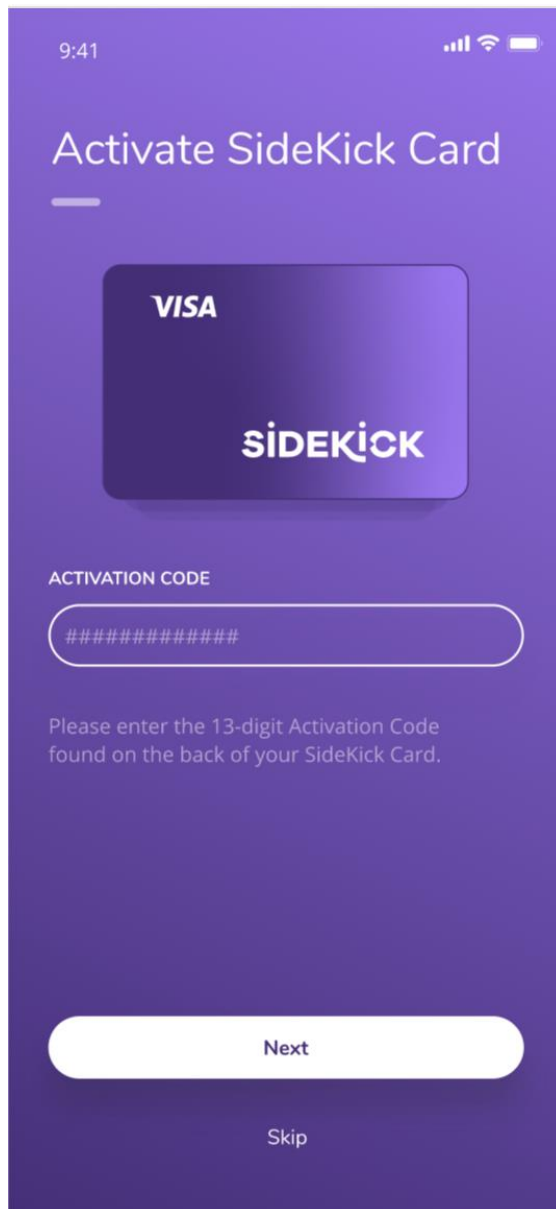 9:41
Activate SideKick Card
VISA
SIDEKICK
ACTIVATION CODE
#############
Please enter the 13-digit Activation Code
found on the back of your SideKick Card.
Next
Skip